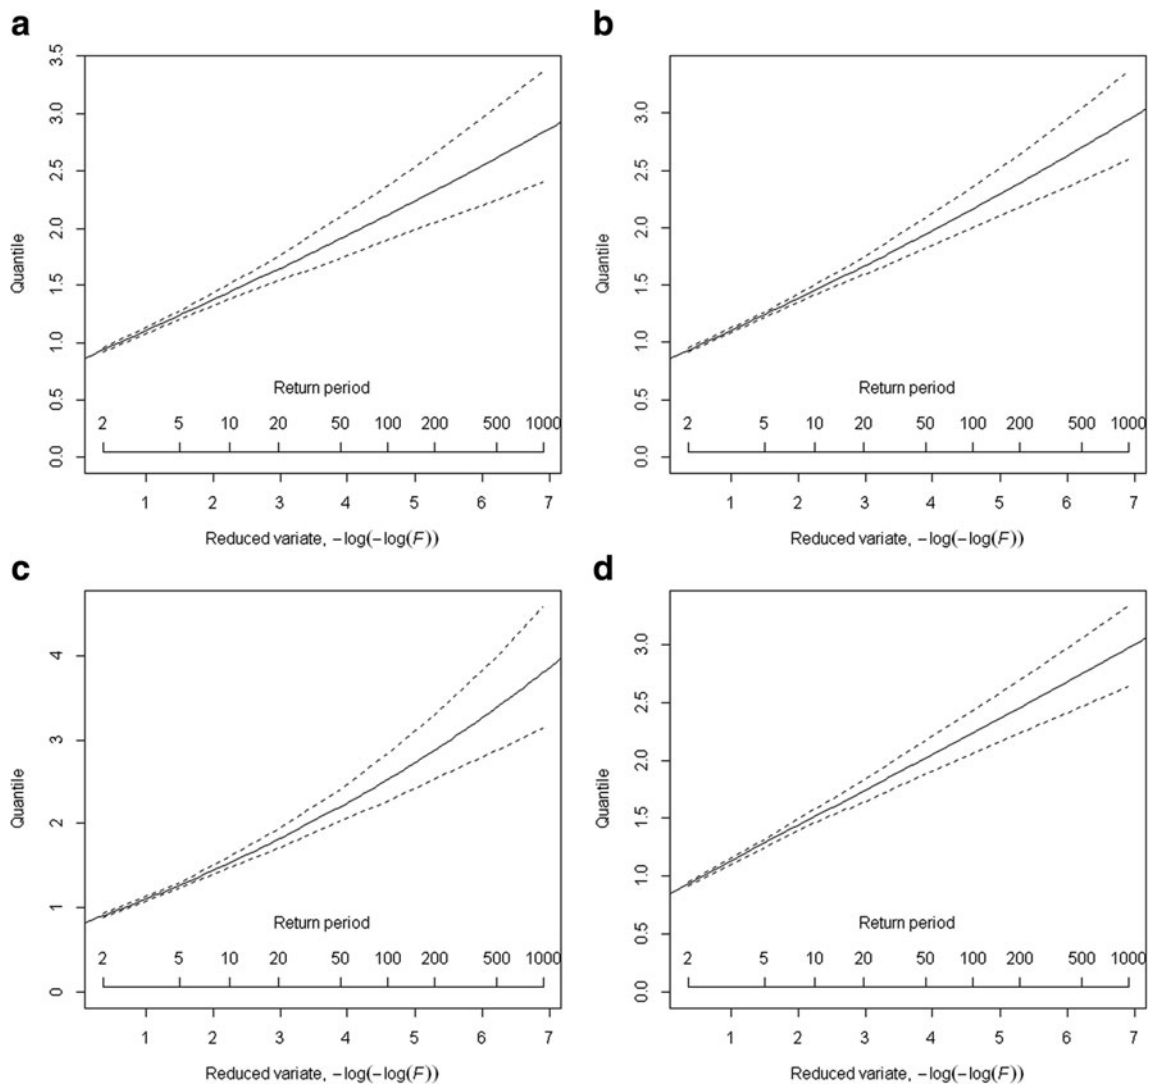 a
3.5
3.0
2.5
2.0
1.5
1.0
0.5
0.0
Quantile
Return period
2 5 10 20 50 100 200 500 1000
1 2 3 4 5 6 7
Reduced variate, −log(−log(F))
b
3.0
2.5
2.0
1.5
1.0
0.5
0.0
Quantile
Return period
2 5 10 20 50 100 200 500 1000
1 2 3 4 5 6 7
Reduced variate, −log(−log(F))
c
4
3
2
1
0
Quantile
Return period
2 5 10 20 50 100 200 500 1000
1 2 3 4 5 6 7
Reduced variate, −log(−log(F))
d
3.0
2.5
2.0
1.5
1.0
0.5
0.0
Quantile
Return period
2 5 10 20 50 100 200 500 1000
1 2 3 4 5 6 7
Reduced variate, −log(−log(F))